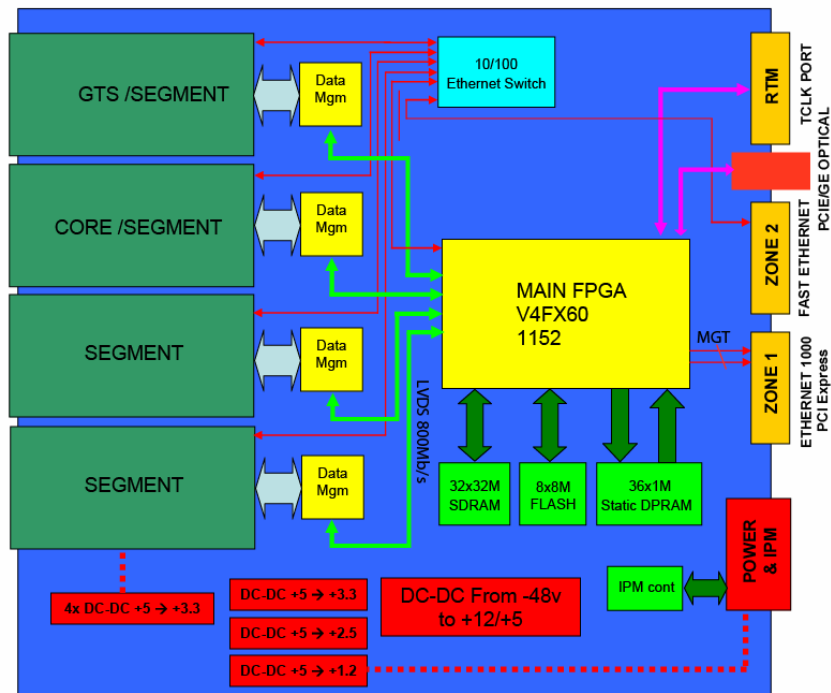 GTS /SEGMENT
Data
Mgm
10/100
Ethernet Switch
RTM
TCLK PORT
PCIE/GE OPTICAL
CORE /SEGMENT
Data
Mgm
ZONE 2
FAST ETHERNET
MAIN FPGA
V4FX60
1152
MGT
ZONE 1
ETHERNET 1000
PCI Express
SEGMENT
Data
Mgm
LVDS 800Mb/s
SEGMENT
Data
Mgm
32x32M
SDRAM
8x8M
FLASH
36x1M
Static DPRAM
POWER
& IPM
IPM cont
4x DC-DC +5 → +3.3
DC-DC +5 → +3.3
DC-DC +5 → +2.5
DC-DC +5 → +1.2
DC-DC From -48v
to +12/+5